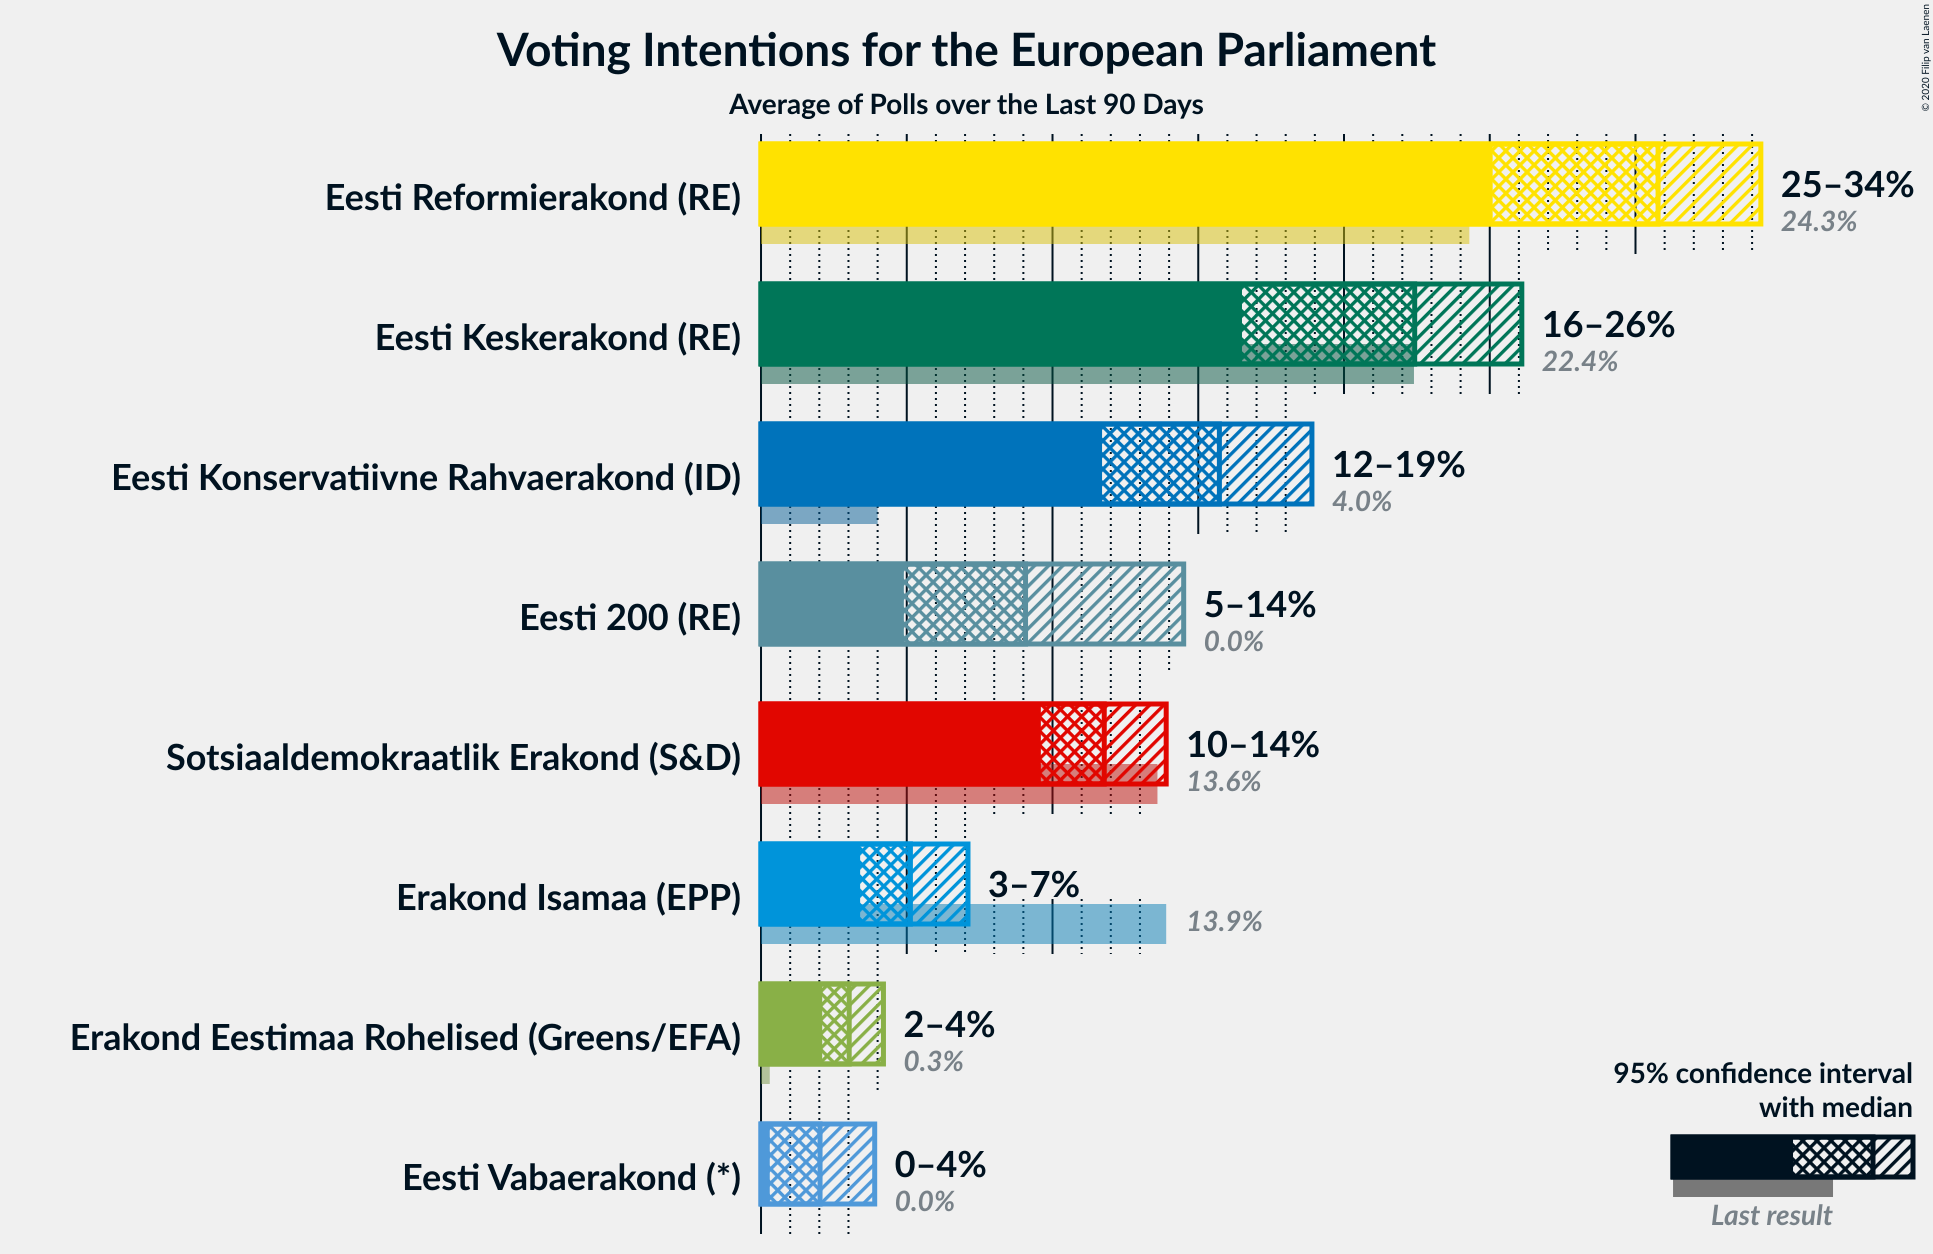 Voting Intentions for the European Parliament
Average of Polls over the Last 90 Days
© 2020 Filip van Laenen
Eesti Reformierakond (RE)
25–34%
24.3%
Eesti Keskerakond (RE)
16–26%
22.4%
Eesti Konservatiivne Rahvaerakond (ID)
12–19%
4.0%
Eesti 200 (RE)
5–14%
0.0%
Sotsiaaldemokraatlik Erakond (S&D)
10–14%
13.6%
Erakond Isamaa (EPP)
3–7%
13.9%
Erakond Eestimaa Rohelised (Greens/EFA)
2–4%
0.3%
Eesti Vabaerakond (*)
0–4%
0.0%
95% confidence interval
with median
Last result